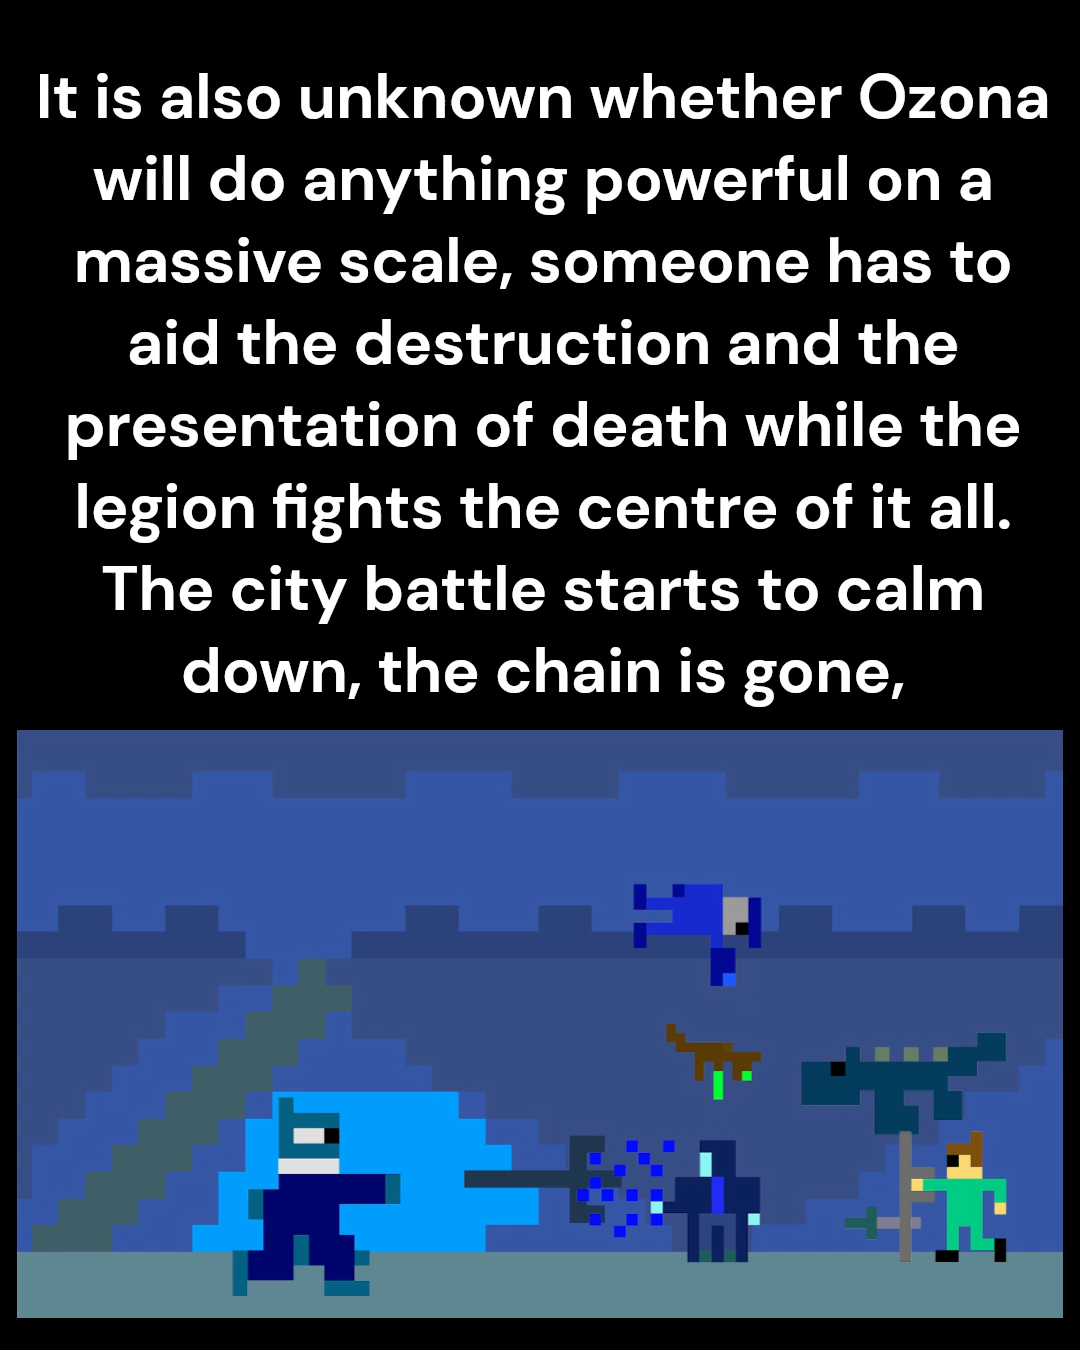 It is also unknown whether Ozona
will do anything powerful on a
massive scale, someone has to
aid the destruction and the
presentation of death while the
legion fights the centre of it all.
The city battle starts to calm
down, the chain is gone,